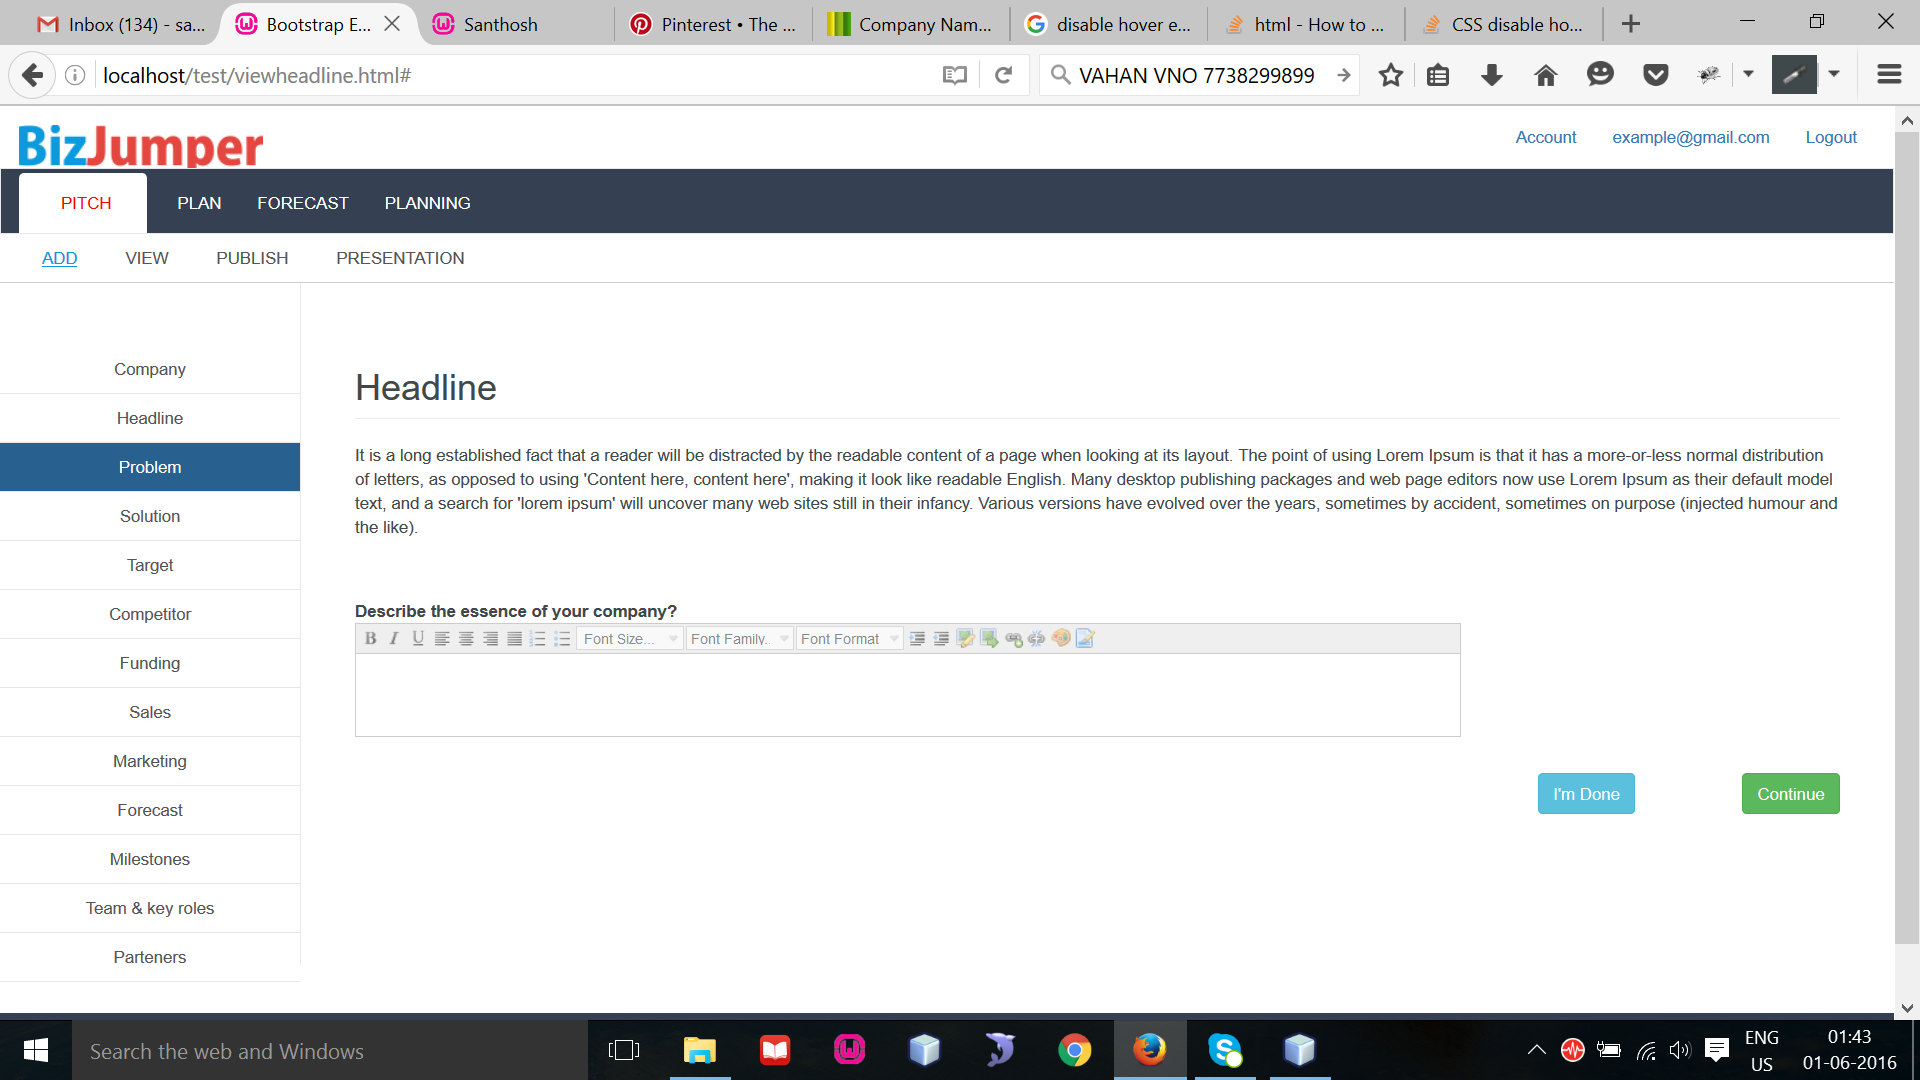 Inbox (134) - sa...
Bootstrap E...
Santhosh
Pinterest • The ...
Company Nam...
disable hover e...
html - How to ...
CSS disable ho...
localhost/test/viewheadline.html#
VAHAN VNO 7738299899
BizJumper
Account
example@gmail.com
Logout
PITCH
PLAN
FORECAST
PLANNING
ADD
VIEW
PUBLISH
PRESENTATION
Company
Headline
Problem
Solution
Target
Competitor
Funding
Sales
Marketing
Forecast
Milestones
Team & key roles
Parteners
Headline
It is a long established fact that a reader will be distracted by the readable content of a page when looking at its layout. The point of using Lorem Ipsum is that it has a more-or-less normal distribution
of letters, as opposed to using 'Content here, content here', making it look like readable English. Many desktop publishing packages and web page editors now use Lorem Ipsum as their default model
text, and a search for 'lorem ipsum' will uncover many web sites still in their infancy. Various versions have evolved over the years, sometimes by accident, sometimes on purpose (injected humour and
the like).
Describe the essence of your company?
B I U
Font Size...
Font Family..
Font Format
I'm Done
Continue
Search the web and Windows
ENG
US
01:43
01-06-2016